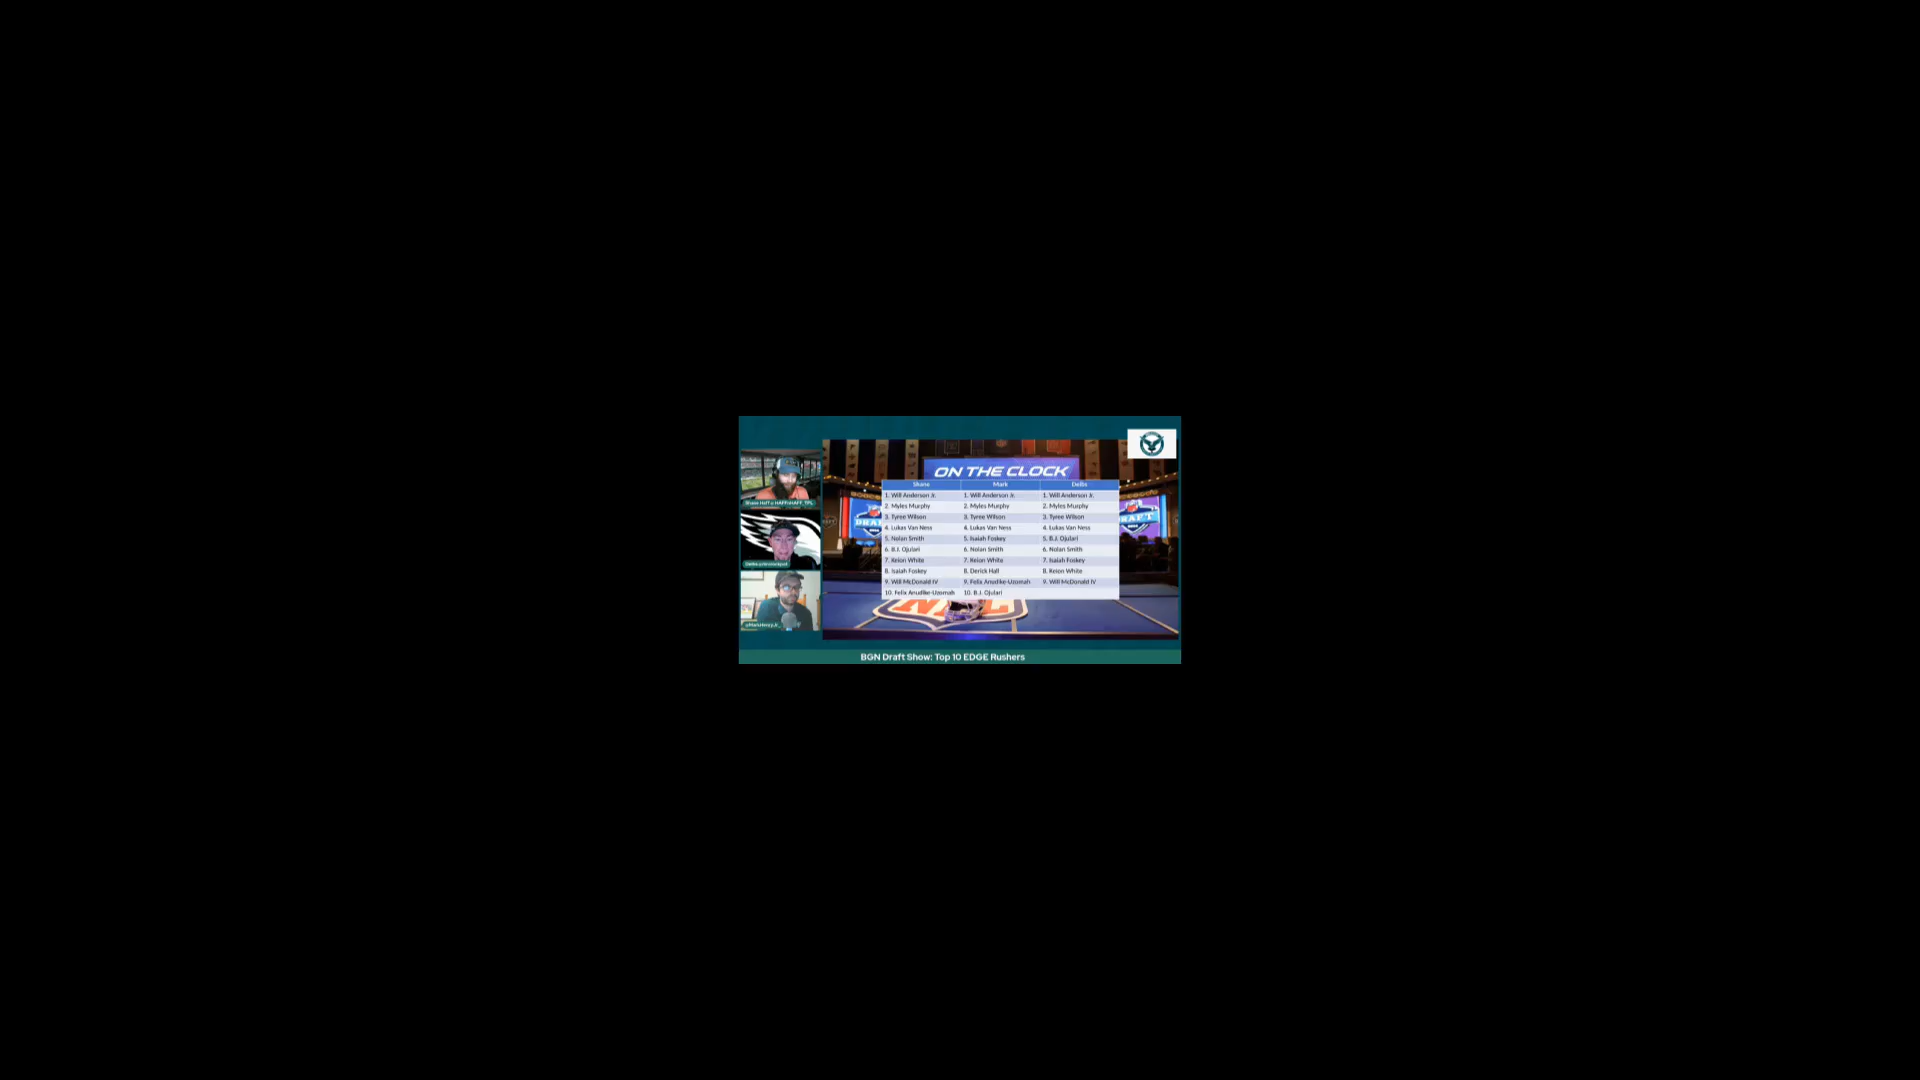 ON THE CLOCK
Shane Mark Deibs
1. Will Anderson Jr. 1. Will Anderson Jr. 1. Will Anderson Jr.
2. Myles Murphy 2. Myles Murphy 2. Myles Murphy
3. Tyree Wilson 3. Tyree Wilson 3. Tyree Wilson
4. Lukas Van Ness 4. Lukas Van Ness 4. Lukas Van Ness
5. Nolan Smith 5. Isaiah Foskey 5. B.J. Ojulari
6. B.J. Ojulari 6. Nolan Smith 6. Nolan Smith
7. Keion White 7. Keion White 7. Isaiah Foskey
8. Isaiah Foskey 8. Derick Hall 8. Keion White
9. Will McDonald IV 9. Felix Anudike-Uzomah 9. Will McDonald IV
10. Felix Anudike-Uzomah 10. B.J. Ojulari
BGN Draft Show: Top 10 EDGE Rushers